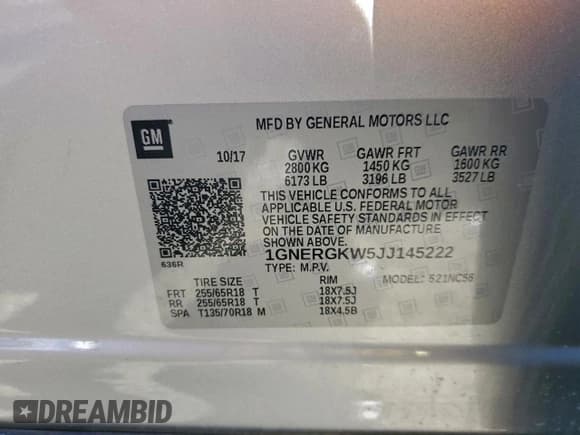 GM
MFD BY GENERAL MOTORS LLC
10/17 GVWR GAWR FRT GAWR RR
2800 KG 1450 KG 1600 KG
6173 LB 3196 LB 3527 LB
THIS VEHICLE CONFORMS TO ALL
APPLICABLE U.S. FEDERAL MOTOR
VEHICLE SAFETY STANDARDS IN EFFECT
ON THE DATE OF MANUFACTURE
SHOWN ABOVE.
1GNERGKW5JJ145222
636R
TYPE: M.P.V. MODEL: 521NC56
TIRE SIZE RIM
FRT 255/65R18 T 18X7.5J
RR 255/65R18 T 18X7.5J
SPA T135/70R18 M 18X4.5B
DREAMBID